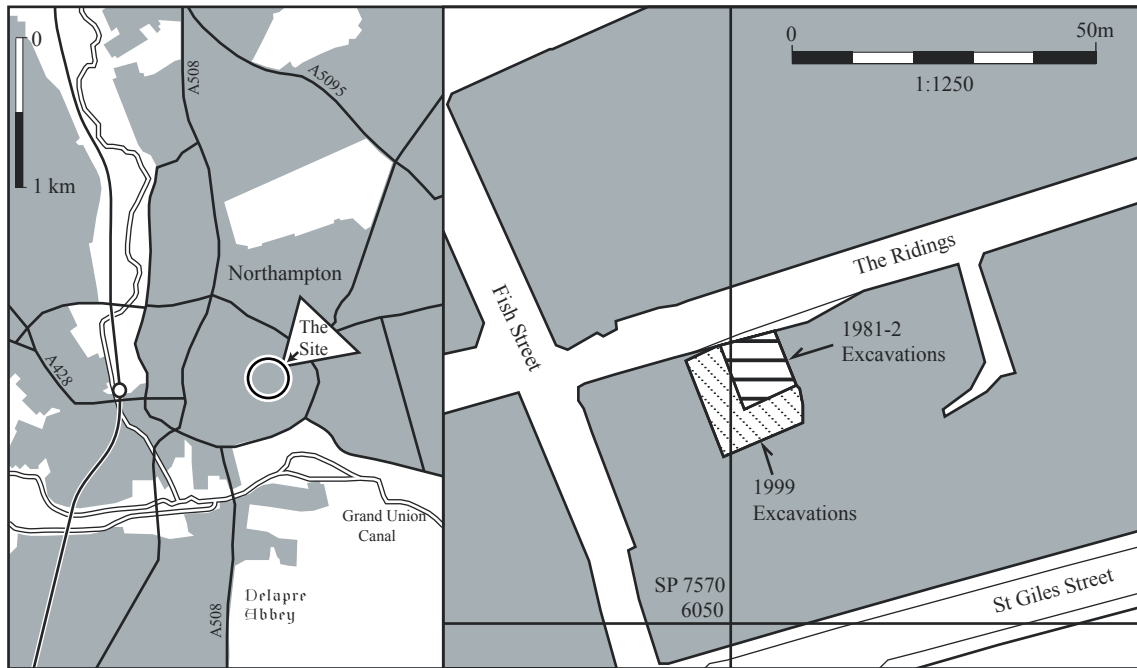 0
1 km
A508
A5095
Northampton
The
Site
A428
Grand Union
Canal
Delapre
Abbey
A508
0
50m
1:1250
The Ridings
Fish Street
1981-2
Excavations
1999
Excavations
SP 7570
6050
St Giles Street